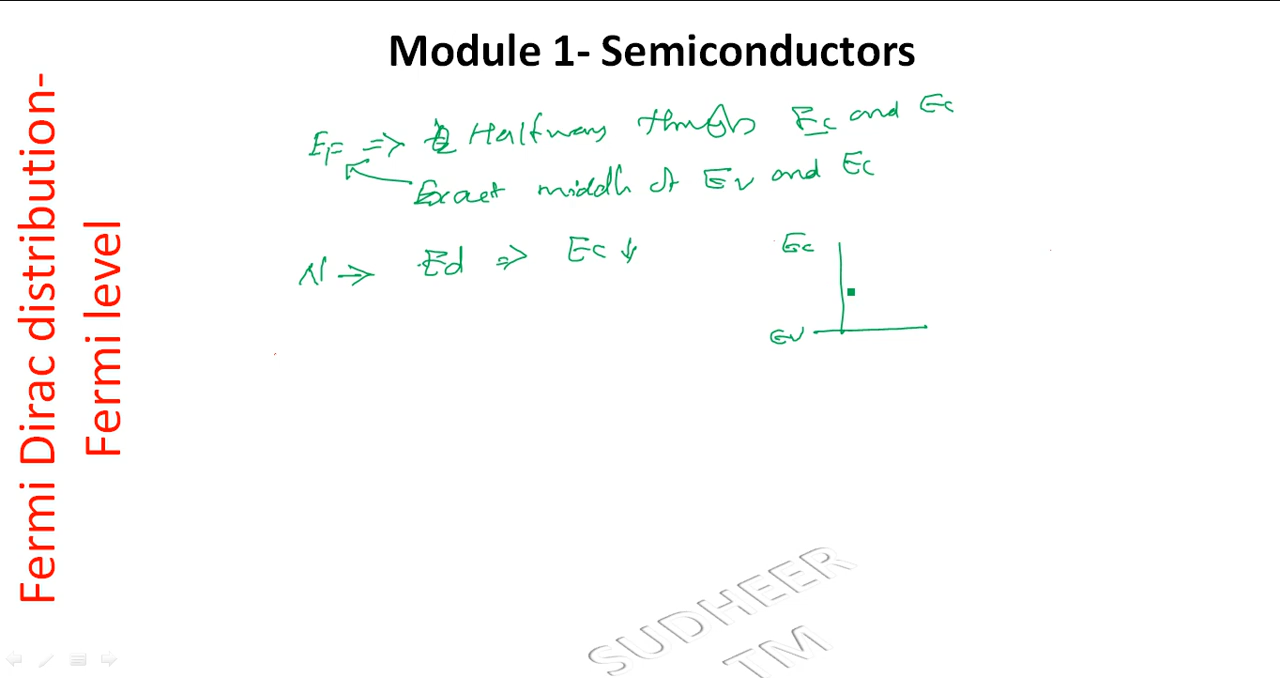 Module 1- Semiconductors
Fermi Dirac distribution-
Fermi level
EF => Halfway Ec and Ec
Exact middle of Ev and Ec
N → Ed => Ec ↓
Ec
Ev
SUDHEER
TM